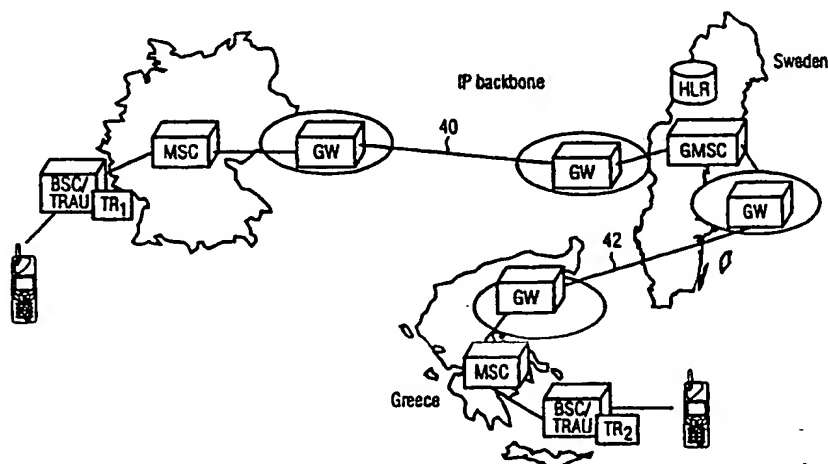 Sweden
HLR
IP backbone
40
MSC
GW
GMSC
GW
BSC/
TRAU
TR1
GW
42
GW
MSC
Greece
BSC/
TRAU
TR2